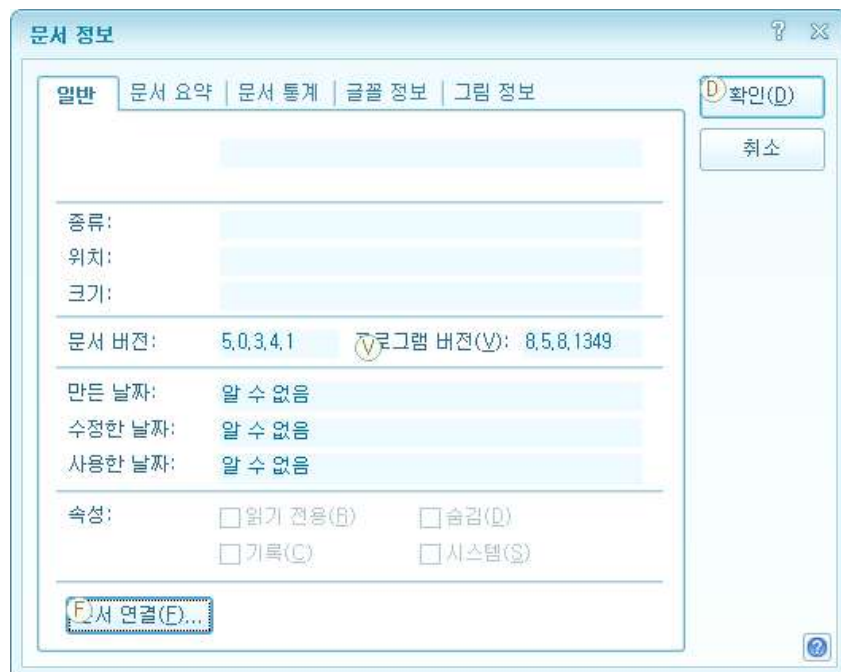 문서 정보
일반 문서 요약 문서 통계 글꼴 정보 그림 정보
D 확인(D)
취소
종류:
위치:
크기:
문서 버전: 5,0,3,4,1 V 프로그램 버전(V): 8,5,8,1349
만든 날짜: 알 수 없음
수정한 날짜: 알 수 없음
사용한 날짜: 알 수 없음
속성: 읽기 전용(R) 숨김(D)
기록(C) 시스템(S)
F 문서 연결(F)...